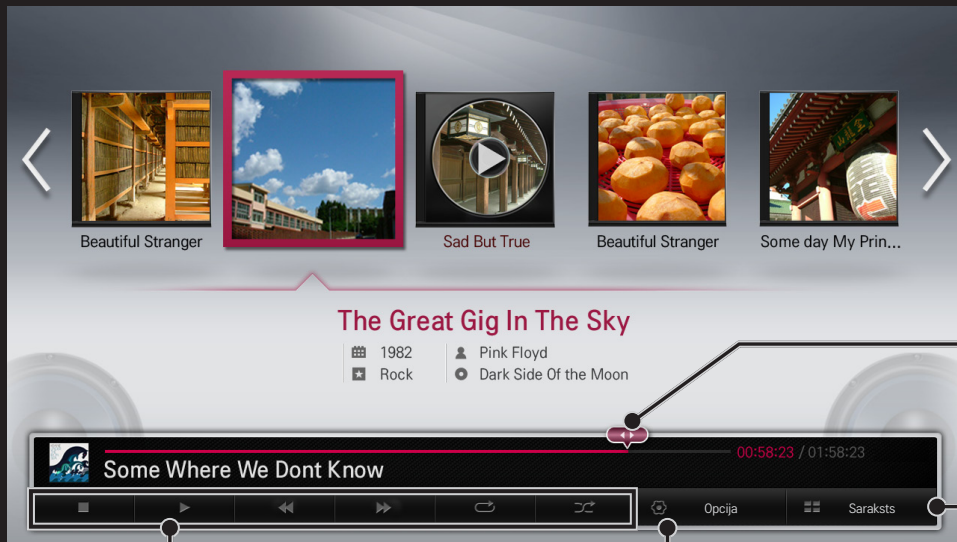 Beautiful Stranger
Sad But True
Beautiful Stranger
Some day My Prin...
The Great Gig In The Sky
1982
Pink Floyd
Rock
Dark Side Of the Moon
00:58:23 / 01:58:23
Some Where We Dont Know
Opcija
Saraksts